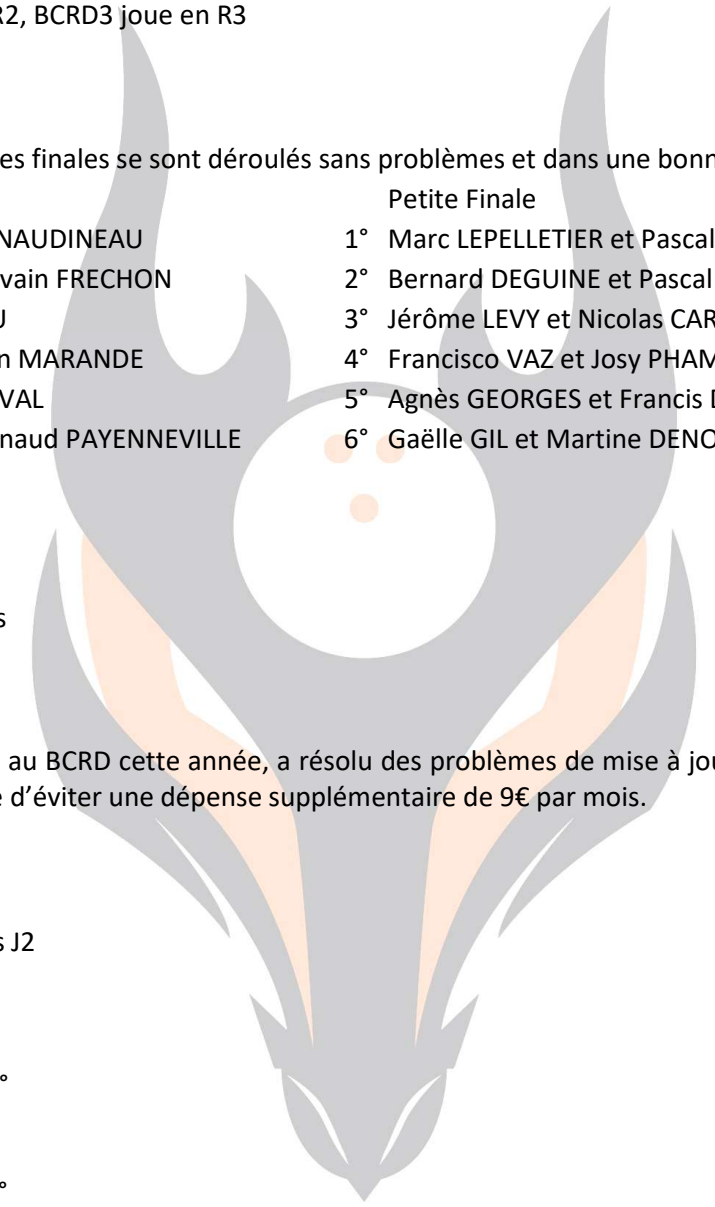 R2, BCRD3 joue en R3
es finales se sont déroulés sans problèmes et dans une bonn
Petite Finale
NAUDINEAU 1° Marc LEPELLETIER et Pascal
vain FRECHON 2° Bernard DEGUINE et Pascal
U 3° Jérôme LEVY et Nicolas CAR
n MARANDE 4° Francisco VAZ et Josy PHAM
VAL 5° Agnès GEORGES et Francis D
naud PAYENNEVILLE 6° Gaëlle GIL et Martine DENO
s
au BCRD cette année, a résolu des problèmes de mise à jou
e d’éviter une dépense supplémentaire de 9€ par mois.
s J2
°
°